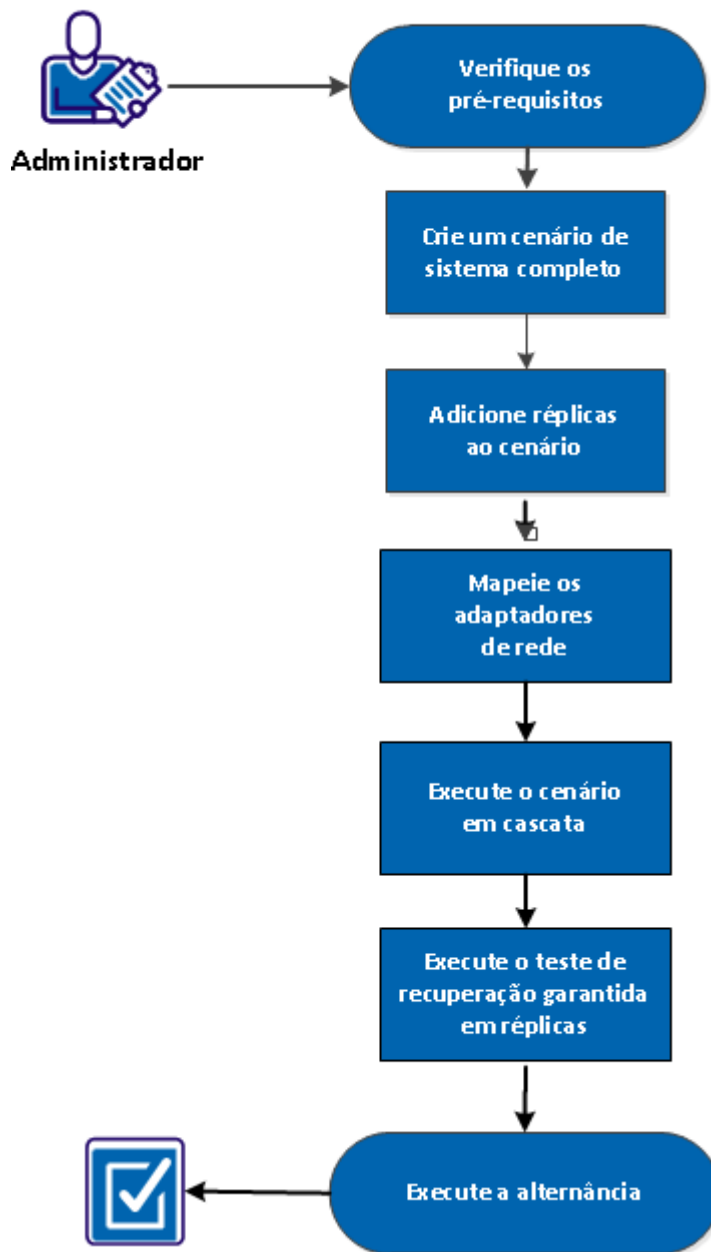 Administrador
Verifique os
pré-requisitos
Crie um cenário de
sistema completo
Adicione réplicas
ao cenário
Mapeie os
adaptadores
de rede
Execute o cenário
em cascata
Execute o teste de
recuperação garantida
em réplicas
Execute a alternância